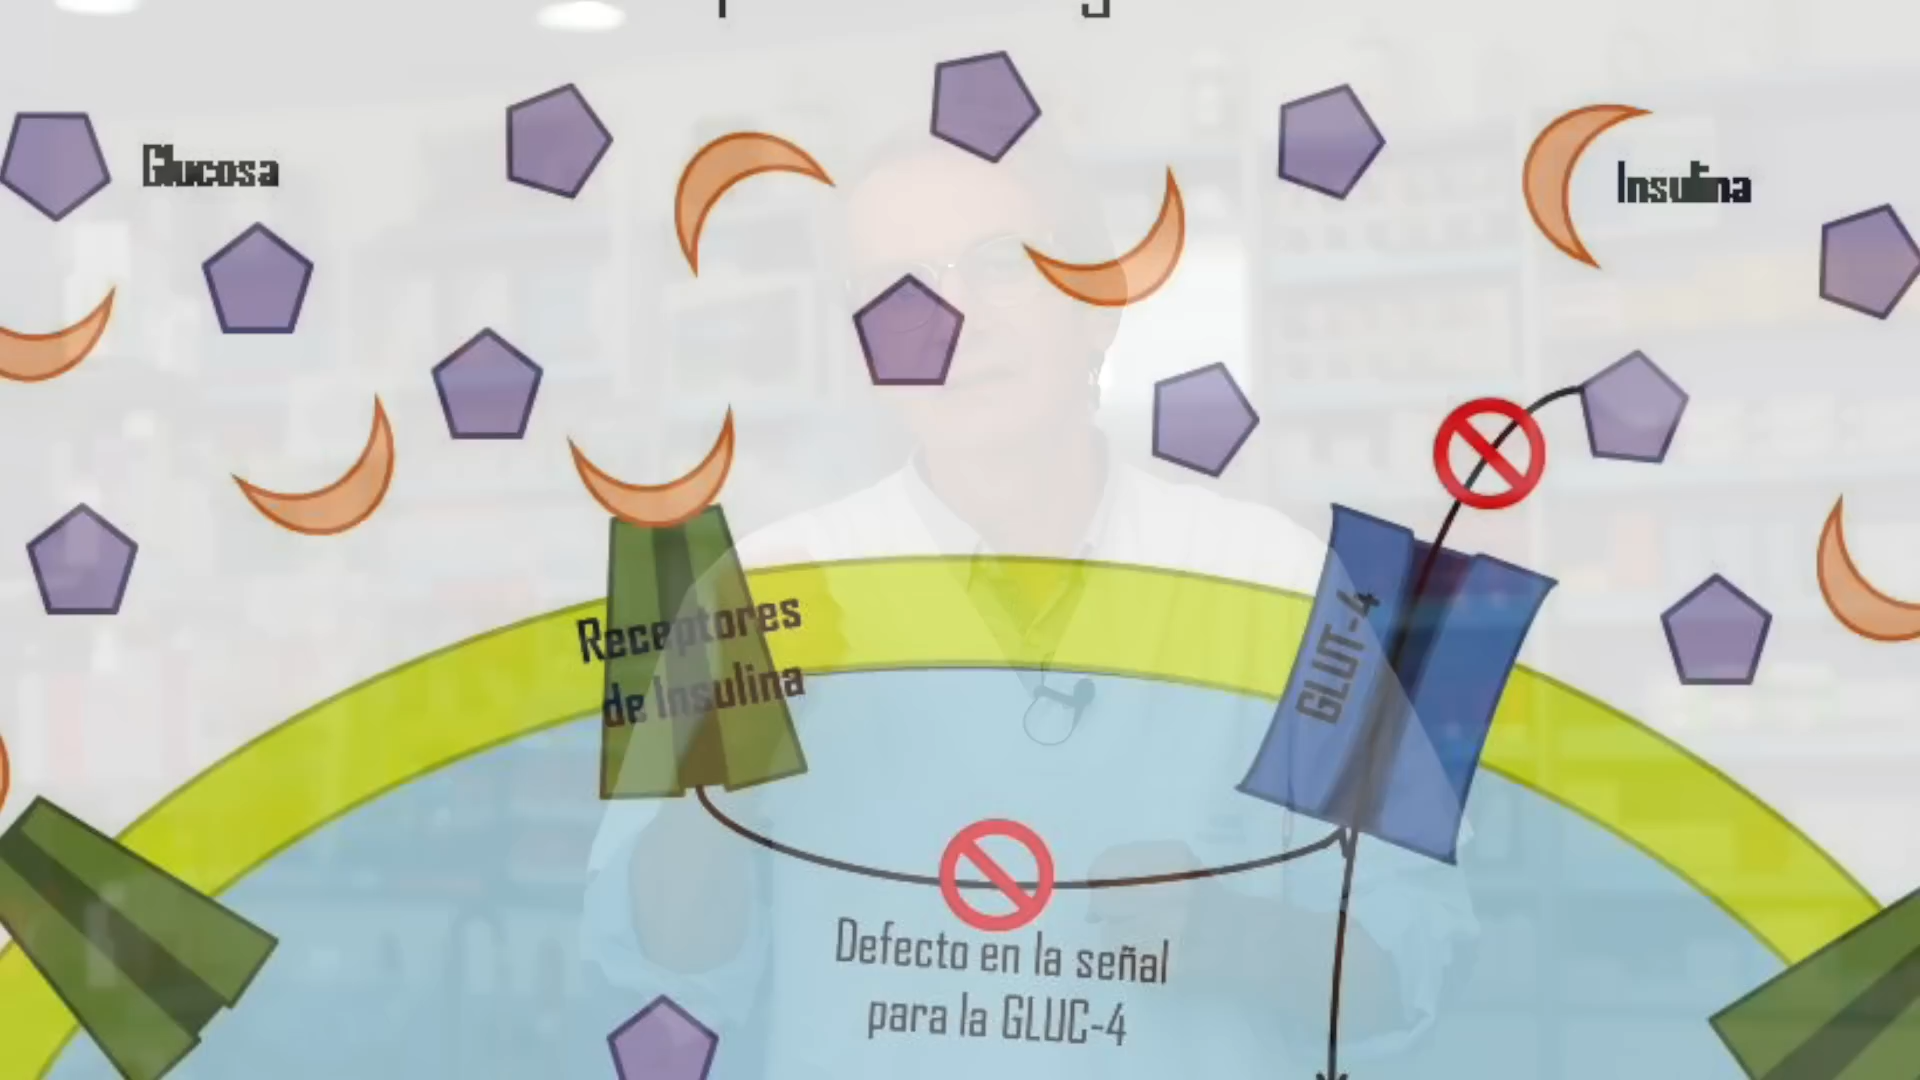 Glucosa
Insulina
Receptores
de Insulina
GLUT-4
Defecto en la señal
para la GLUC-4